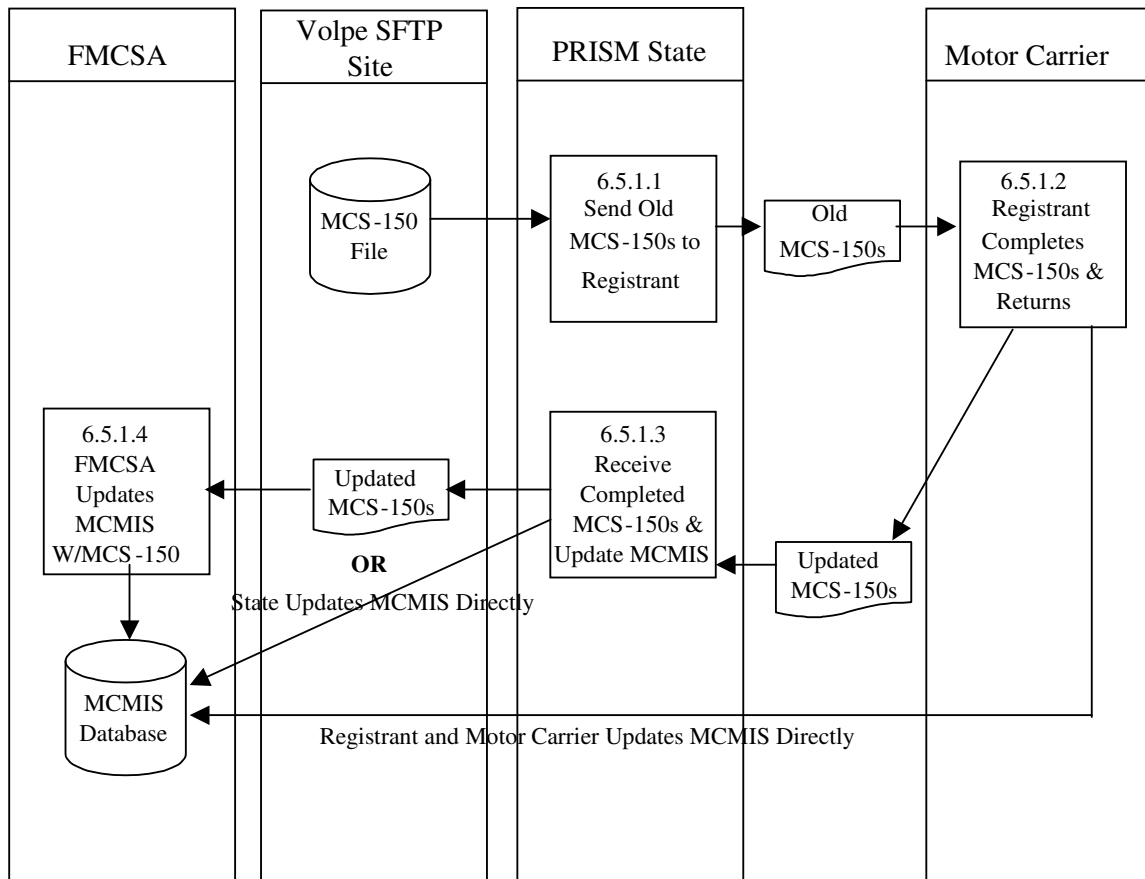 FMCSA
Volpe SFTP
Site
PRISM State
Motor Carrier
MCS-150
File
6.5.1.1
Send Old
MCS-150s to
Registrant
Old
MCS-150s
6.5.1.2
Registrant
Completes
MCS-150s &
Returns
6.5.1.4
FMCSA
Updates
MCMIS
W/MCS-150
Updated
MCS-150s
6.5.1.3
Receive
Completed
MCS-150s &
Update MCMIS
Updated
MCS-150s
OR
State Updates MCMIS Directly
MCMIS
Database
Registrant and Motor Carrier Updates MCMIS Directly